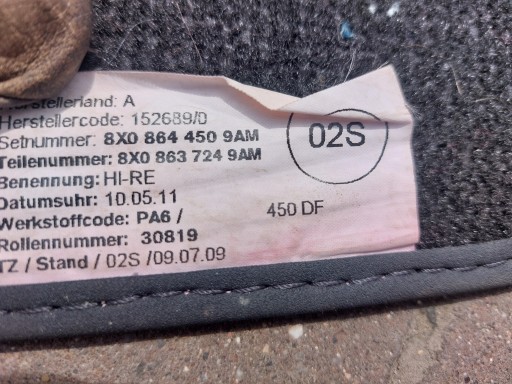 Herstellerland: A
Herstellercode: 152689/0
Setnummer: 8X0 864 450 9AM
Teilenummer: 8X0 863 724 9AM
Benennung: HI-RE
Datumsuhr: 10.05.11
Werkstoffcode: PA6 /
Rollennummer: 30819
TZ / Stand / 02S /09.07.09
02S
450 DF